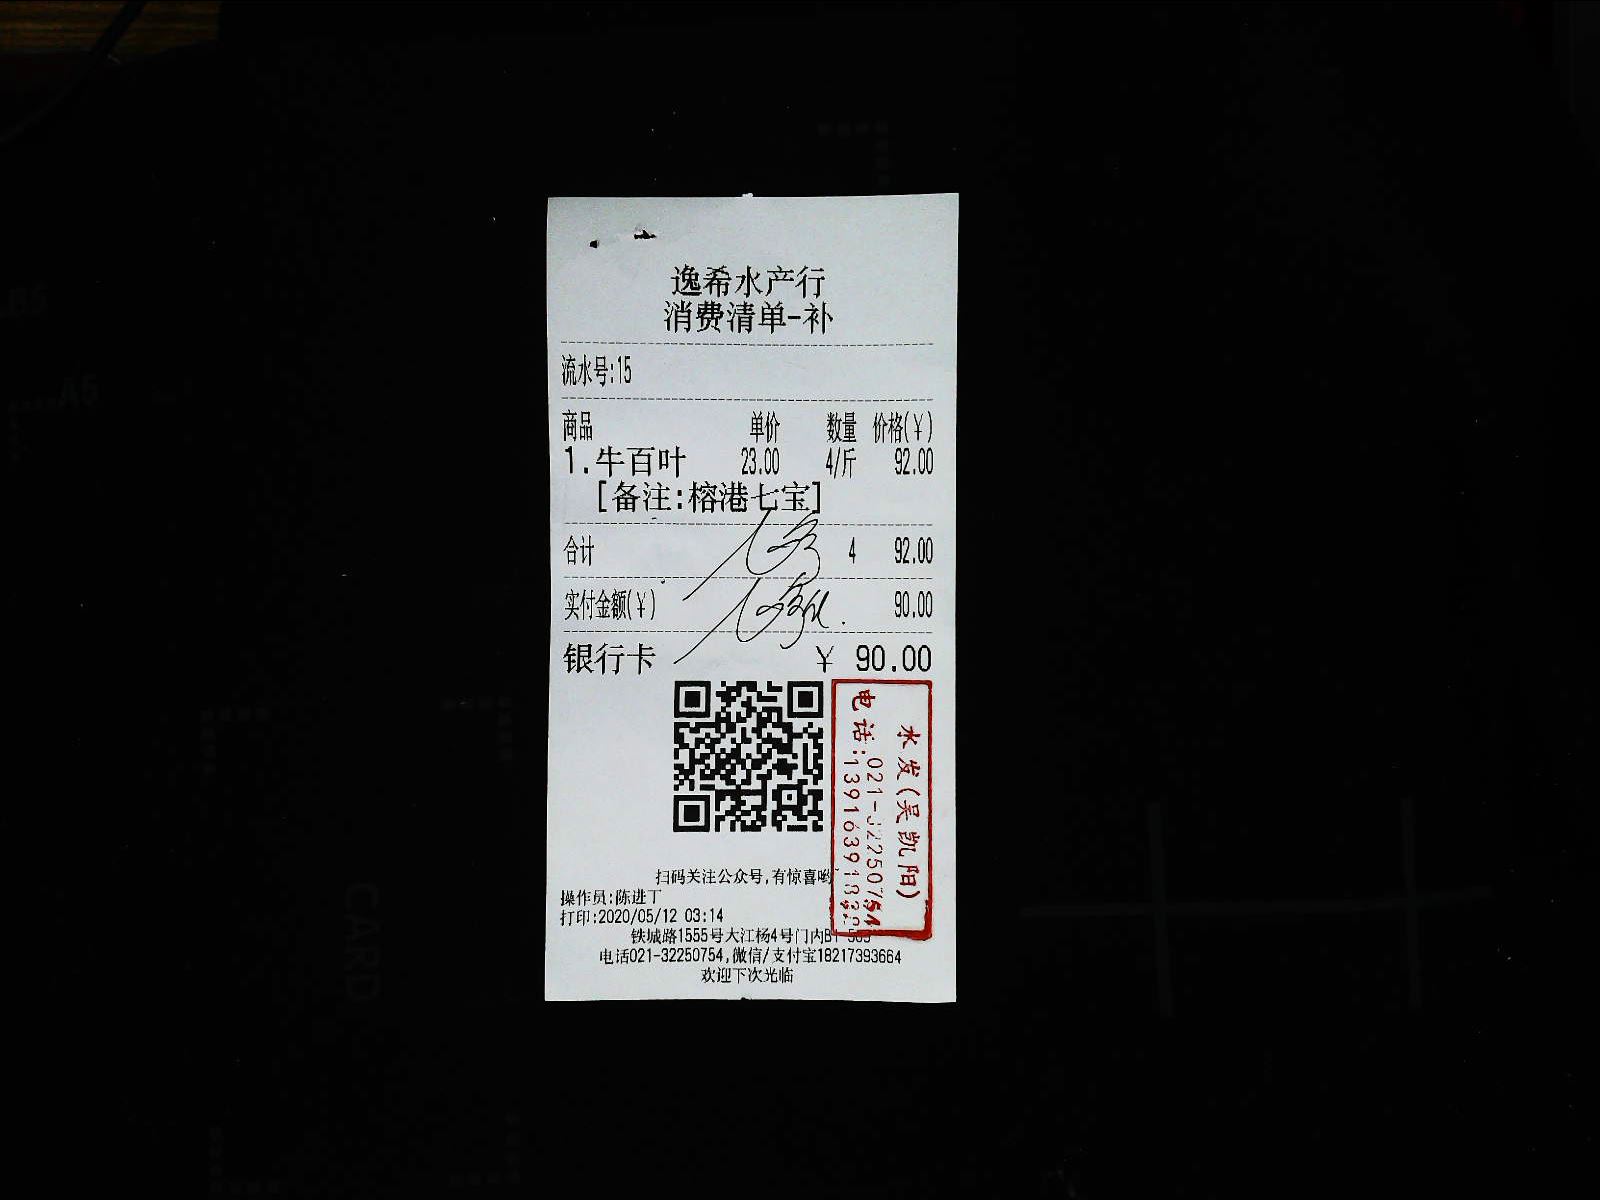 逸希水产行
消费清单-补
流水号:15
商品 单价 数量 价格(¥)
1.牛百叶 23.00 4/斤 92.00
[备注:榕港七宝]
合计 4 92.00
实付金额(¥) 90.00
银行卡 ¥ 90.00
水发(吴凯阳)
电话:
扫码关注公众号,有惊喜哟
操作员:陈进丁
打印:2020/05/12 03:14
铁城路1555号大江杨4号门内
电话021-32250754,微信/支付宝18217393664
欢迎下次光临
B5
A6
CARD